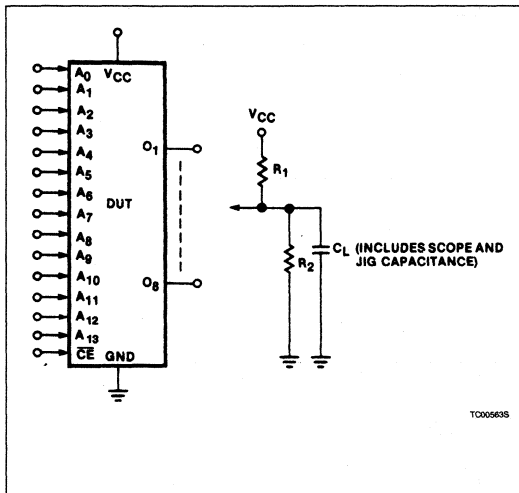 A0
VCC
A1
A2
A3
A4
A5
A6
A7
A8
A9
A10
A11
A12
A13
CE
GND
DUT
O1
O8
VCC
R1
R2
CL (INCLUDES SCOPE AND
JIG CAPACITANCE)
TC00563S